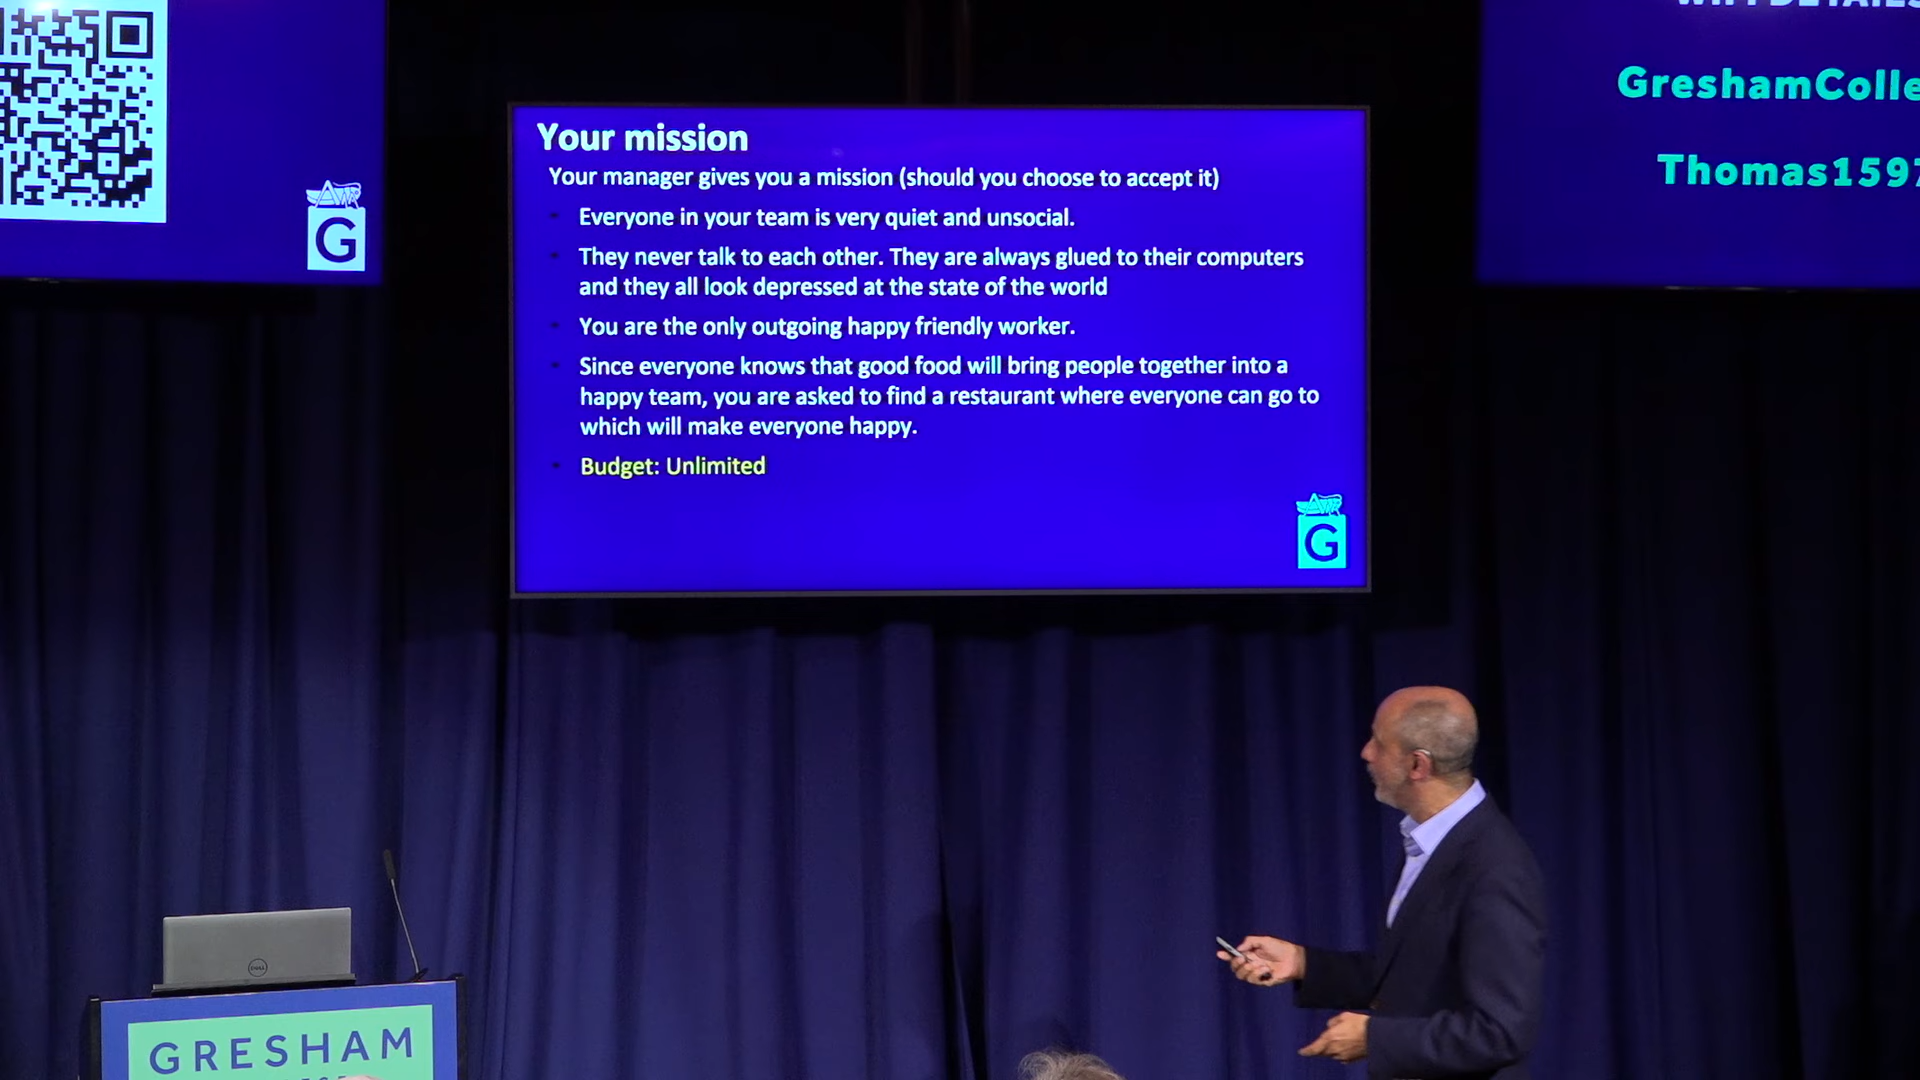 Your mission
Your manager gives you a mission (should you choose to accept it)
Everyone in your team is very quiet and unsocial.
They never talk to each other. They are always glued to their computers
and they all look depressed at the state of the world
You are the only outgoing happy friendly worker.
Since everyone knows that good food will bring people together into a
happy team, you are asked to find a restaurant where everyone can go to
which will make everyone happy.
Budget: Unlimited
G
G
WIFI DETAILS
GreshamColle
Thomas1597
DELL
GRESHAM